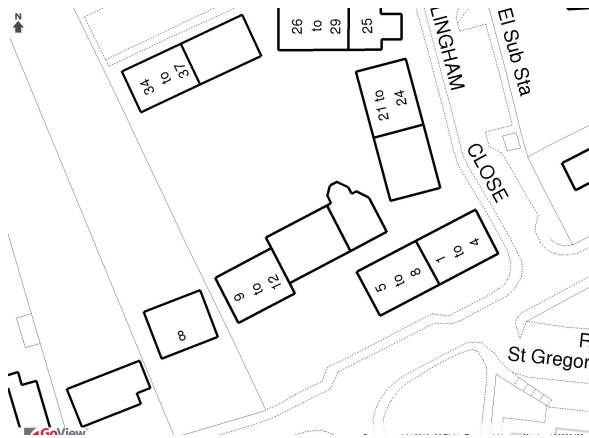 N
26
to
29
25
34
to
37
LINGHAM
CLOSE
El Sub Sta
21 to
24
9
to
12
5
to
8
1
to
4
8
R
St Gregor
GoView